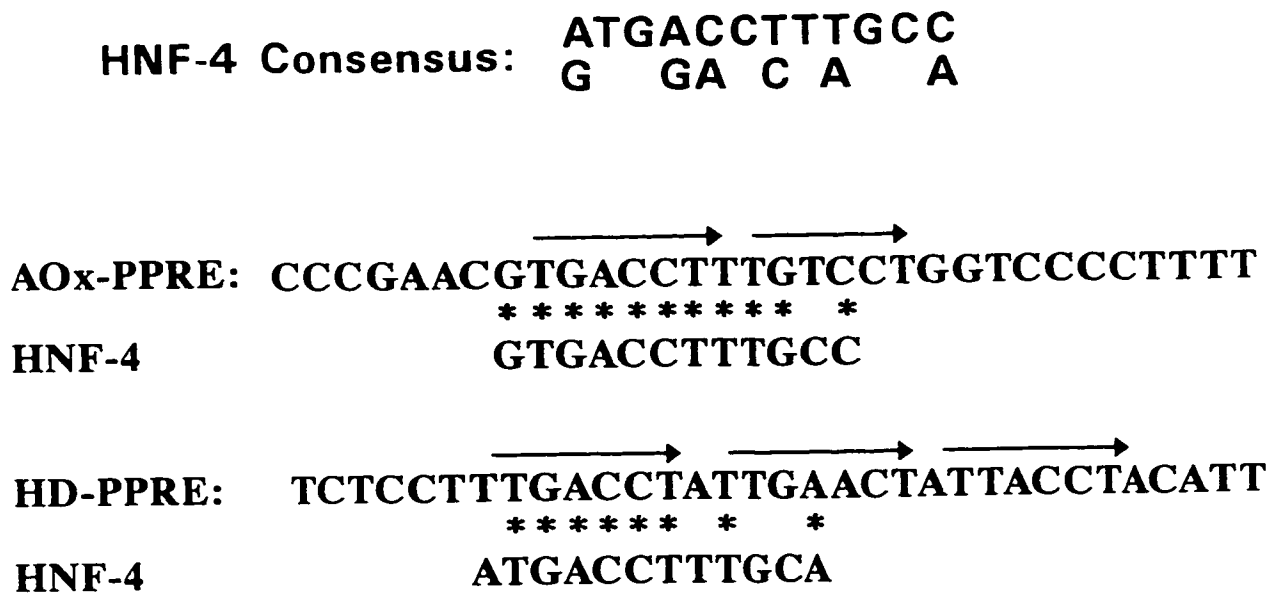 ATGACCTTTGCC
HNF-4 Consensus:
G GA C A A
AOx-PPRE: CCCGAACGTGACCTTTGTCCTGGTCCCCTTTT
* * * * * * * * * * *
HNF-4 GTGACCTTTGCC
HD-PPRE: TCTCCTTTGACCTATTGAACTATTACCTACATT
* * * * * * * *
HNF-4 ATGACCTTTGCA